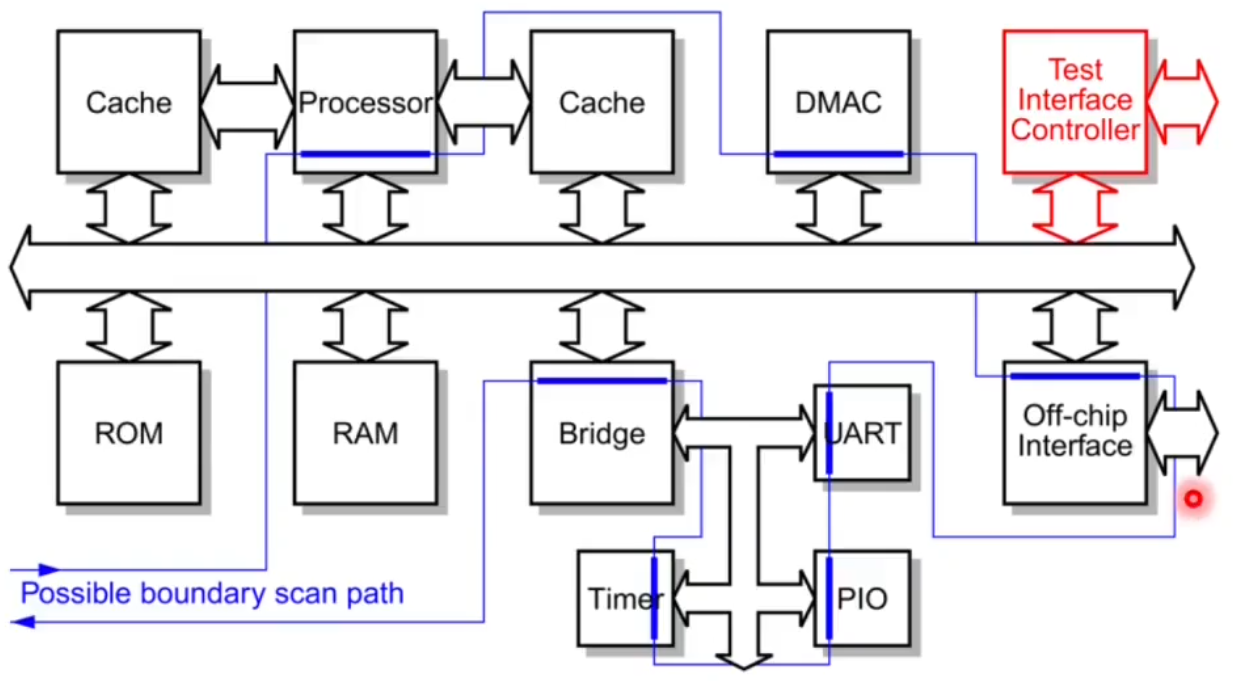 Cache
Processor
Cache
DMAC
Test
Interface
Controller
ROM
RAM
Bridge
UART
Off-chip
Interface
Possible boundary scan path
Timer
PIO